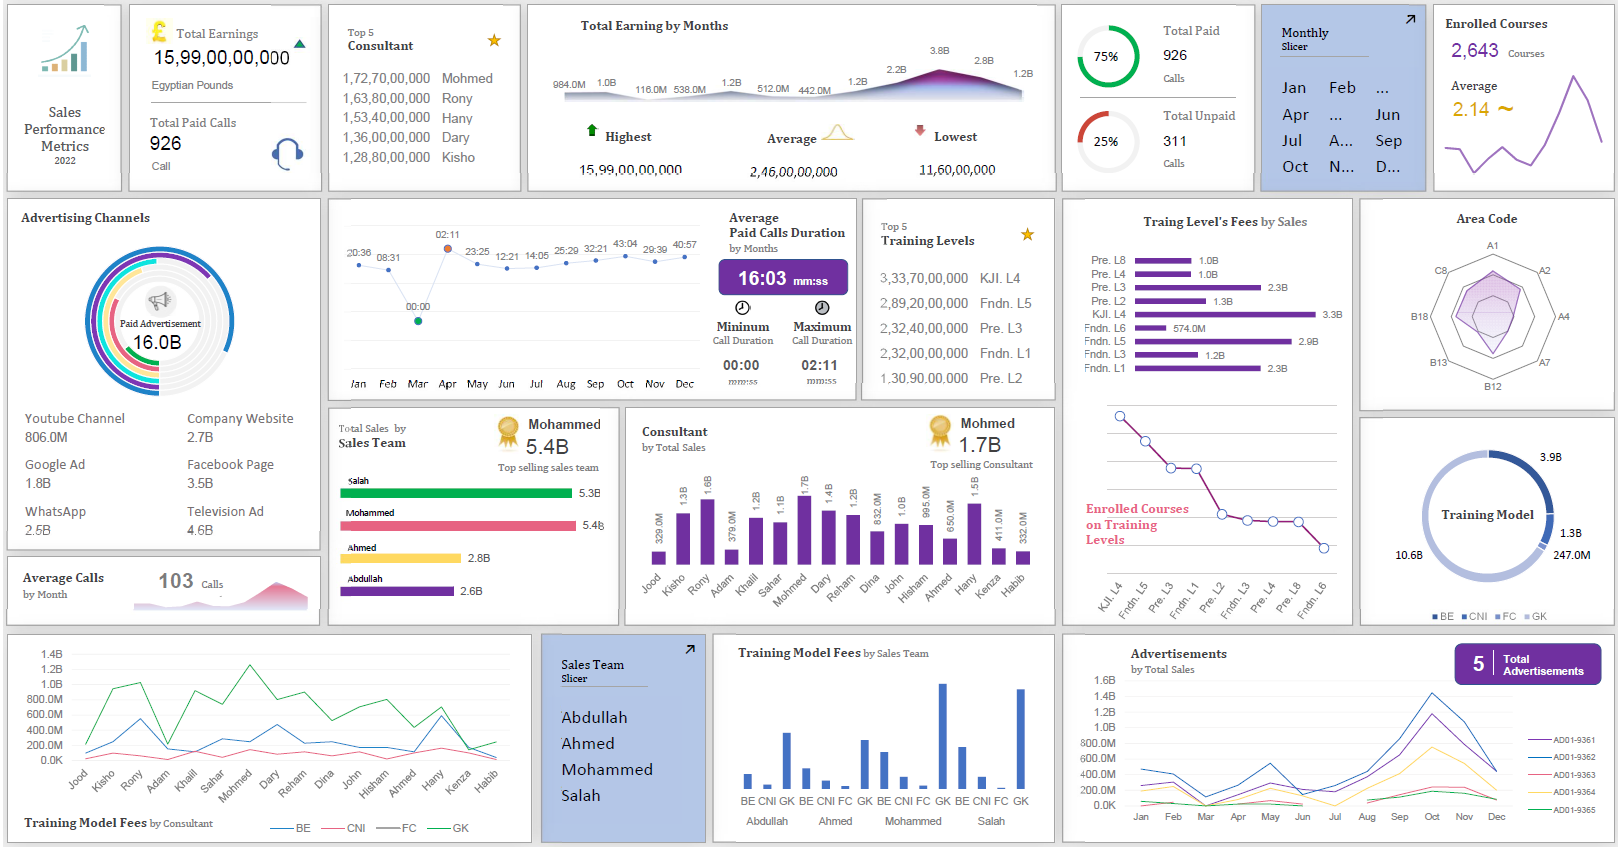 Sales
Performance
Metrics
2022
Total Earnings
15,99,00,00,000
Egyptian Pounds
Total Paid Calls
926
Call
Top 5
Consultant
1,72,70,00,000 Mohmed
1,63,80,00,000 Rony
1,53,40,00,000 Hany
1,36,00,00,000 Dary
1,28,80,00,000 Kisho
Total Earning by Months
984.0M 1.0B 116.0M 538.0M 1.2B 512.0M 442.0M 1.2B 2.2B 3.8B 2.8B 1.2B
Highest
15,99,00,00,000
Average
2,46,00,00,000
Lowest
11,60,00,000
75%
Total Paid
926
Calls
25%
Total Unpaid
311
Calls
Monthly
Slicer
Jan Feb ...
Apr ... Jun
Jul A... Sep
Oct N... D...
Enrolled Courses
2,643 Courses
Average
2.14 ~
Advertising Channels
Paid Advertisement
16.0B
Youtube Channel
806.0M
Company Website
2.7B
Google Ad
1.8B
Facebook Page
3.5B
WhatsApp
2.5B
Television Ad
4.6B
Average Calls
by Month
103 Calls
20:36 08:31 00:00 02:11 23:25 12:21 14:05 25:29 32:21 43:04 29:39 40:57
Jan Feb Mar Apr May Jun Jul Aug Sep Oct Nov Dec
Average
Paid Calls Duration
by Months
16:03 mm:ss
Minimum
Call Duration
00:00
mm:ss
Maximum
Call Duration
02:11
mm:ss
Top 5
Training Levels
3,33,70,00,000 KJI. L4
2,89,20,00,000 Fndn. L5
2,32,40,00,000 Pre. L3
2,32,00,00,000 Fndn. L1
1,30,90,00,000 Pre. L2
Total Sales by
Sales Team
Mohammed
5.4B
Top selling sales team
Salah
5.3B
Mohammed
5.4B
Ahmed
2.8B
Abdullah
2.6B
Consultant
by Total Sales
Mohmed
1.7B
Top selling Consultant
329.0M 1.3B 1.6B 379.0M 1.2B 1.1B 1.7B 1.4B 1.2B 832.0M 1.0B 995.0M 650.0M 1.5B 411.0M 332.0M
Jood Kisho Rony Adam Khalil Sahar Mohmed Dary Reham Dina John Hisham Ahmed Hany Kenza Habib
Traing Level's Fees by Sales
Pre. L8 1.0B
Pre. L4 1.0B
Pre. L3 2.3B
Pre. L2 1.3B
KJI. L4 3.3B
Fndn. L6 574.0M
Fndn. L5 2.9B
Fndn. L3 1.2B
Fndn. L1 2.3B
Enrolled Courses
on Training
Levels
KJI. L4 Fndn. L5 Pre. L3 Fndn. L1 Pre. L2 Fndn. L3 Pre. L4 Pre. L8 Fndn. L6
Area Code
A1
C8 A2
B18 A4
B13 A7
B12
Training Model
3.9B
1.3B
247.0M
10.6B
BE CNI FC GK
1.4B
1.2B
1.0B
800.0M
600.0M
400.0M
200.0M
0.0K
Jood Kisho Rony Adam Khalil Sahar Mohmed Dary Reham Dina John Hisham Ahmed Hany Kenza Habib
Training Model Fees by Consultant
BE CNI FC GK
Sales Team
Slicer
Abdullah
Ahmed
Mohammed
Salah
Training Model Fees by Sales Team
BE CNI GK BE CNI FC GK BE CNI FC GK BE CNI FC GK
Abdullah Ahmed Mohammed Salah
Advertisements
by Total Sales
5 Total
Advertisements
1.6B
1.4B
1.2B
1.0B
800.0M
600.0M
400.0M
200.0M
0.0K
Jan Feb Mar Apr May Jun Jul Aug Sep Oct Nov Dec
AD01-9361
AD01-9362
AD01-9363
AD01-9364
AD01-9365